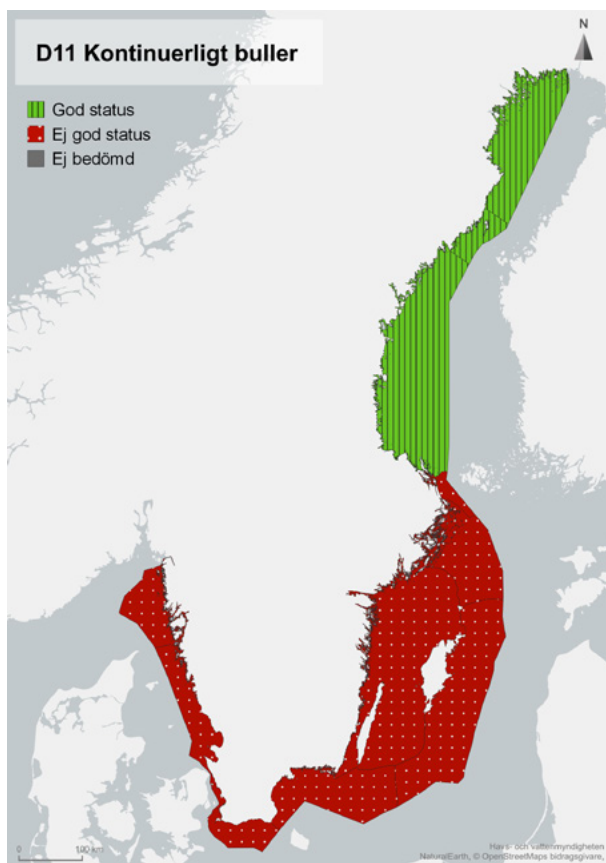 D11 Kontinuerligt buller
N
God status
Ej god status
Ej bedömd
0 100 km
Havs- och vattenmyndigheten
NaturalEarth, © OpenStreetMaps bidragsgivare,